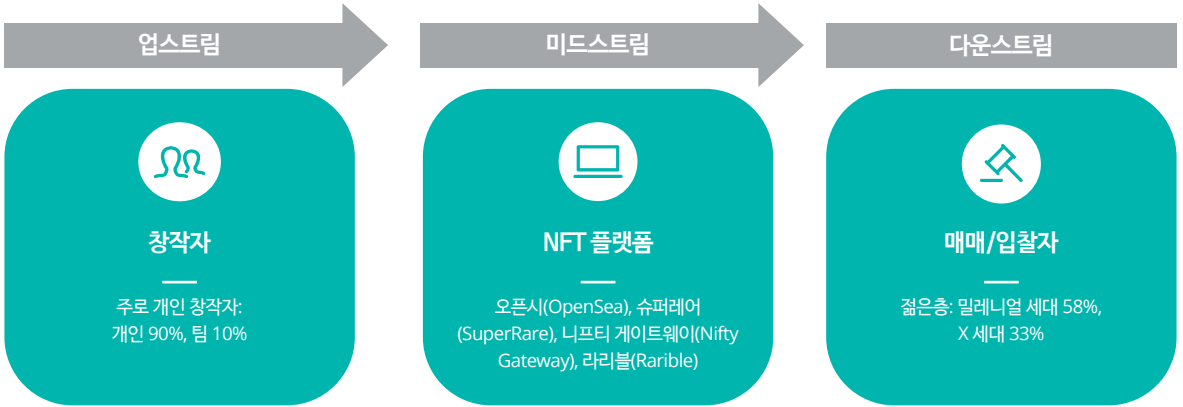 업스트림
미드스트림
다운스트림
창작자
주로 개인 창작자:
개인 90%, 팀 10%
NFT 플랫폼
오픈시(OpenSea), 슈퍼레어
(SuperRare), 니프티 게이트웨이(Nifty
Gateway), 라리블(Rarible)
매매/입찰자
젊은층: 밀레니얼 세대 58%,
X 세대 33%